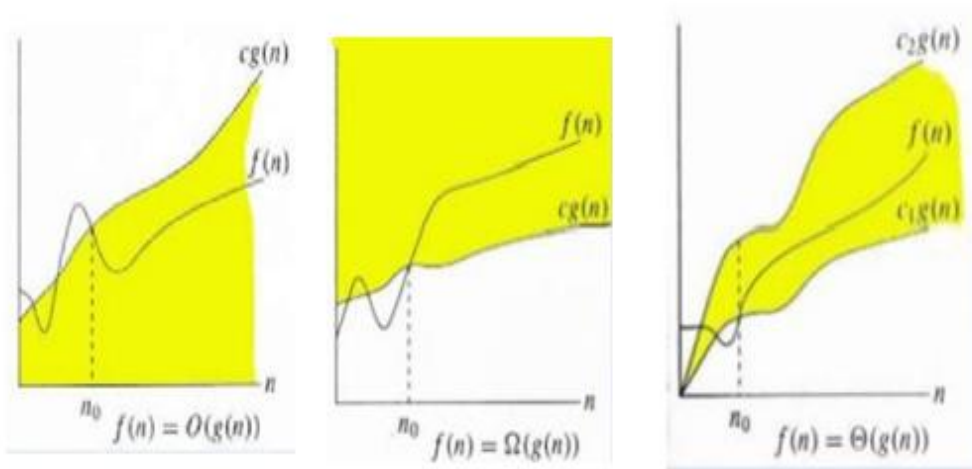 cg(n)
f(n)
n
n₀
f(n) = O(g(n))
f(n)
cg(n)
n
n₀
f(n) = Ω(g(n))
c₂g(n)
f(n)
c₁g(n)
n
n₀
f(n) = Θ(g(n))